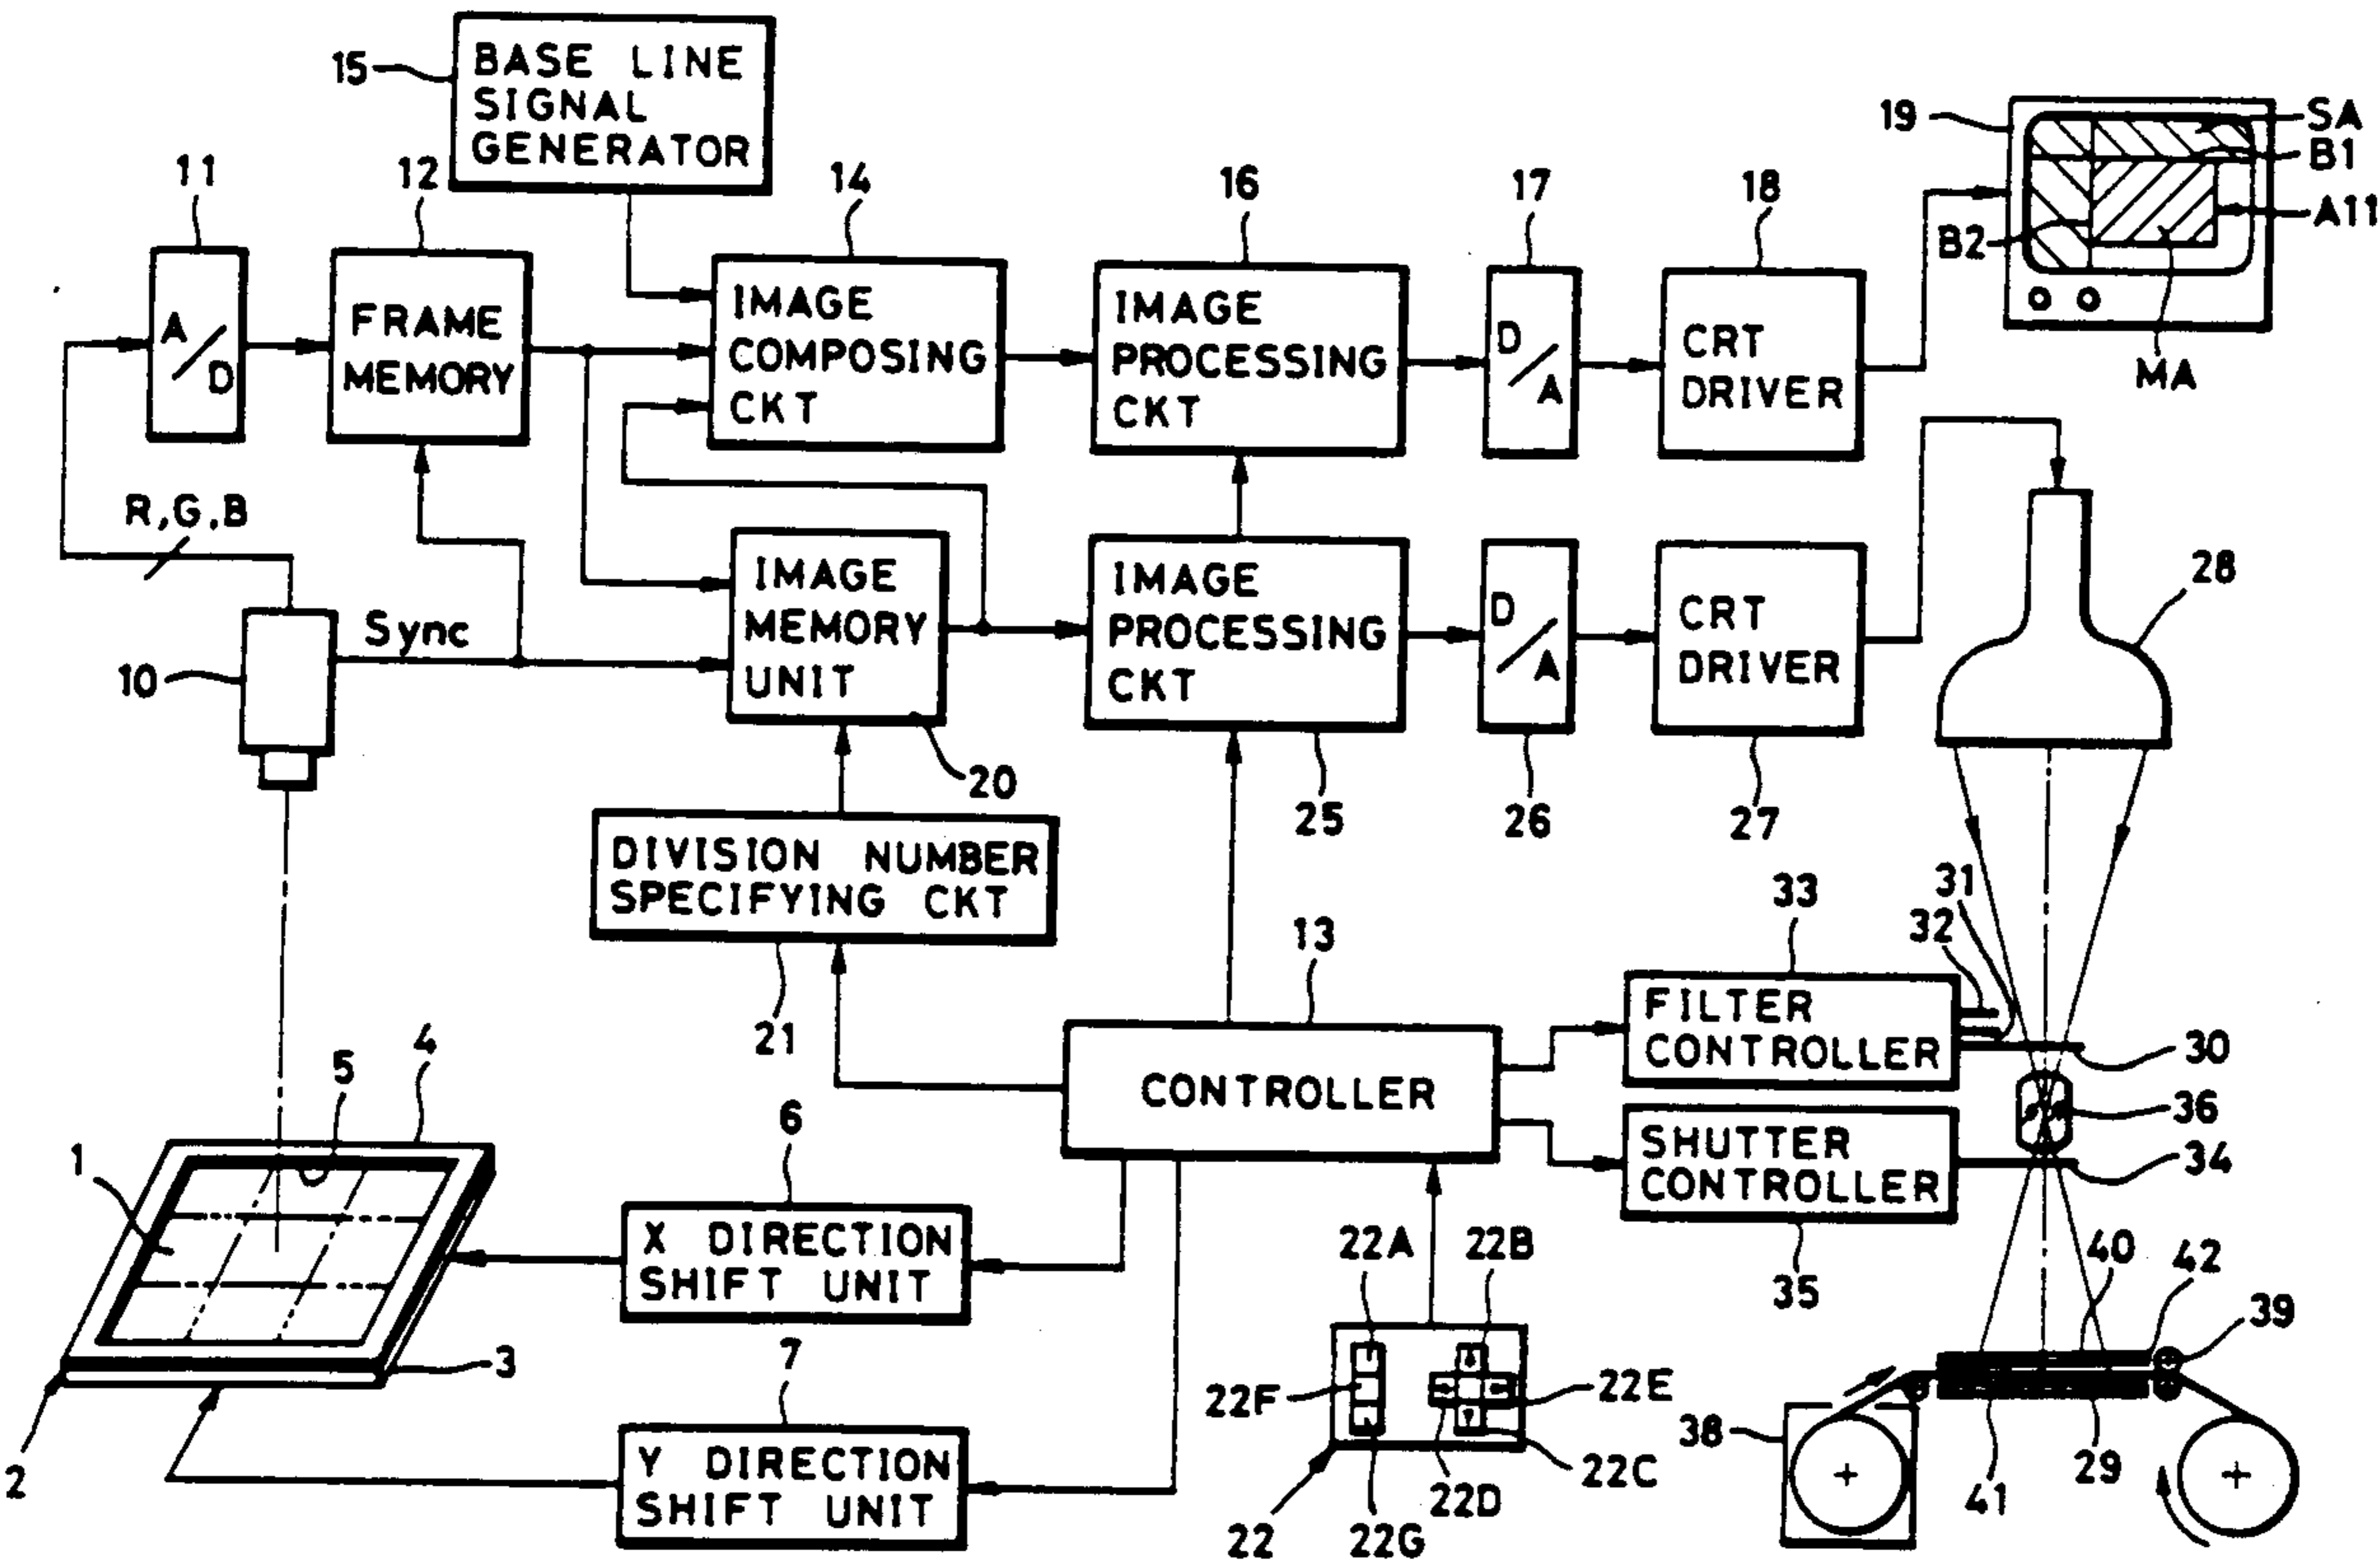 15
BASE LINE
SIGNAL
GENERATOR
11
12
14
16
17
18
19
SA
B1
A11
B2
MA
A/D
FRAME
MEMORY
IMAGE
COMPOSING
CKT
IMAGE
PROCESSING
CKT
D/A
CRT
DRIVER
R,G,B
Sync
10
IMAGE
MEMORY
UNIT
20
IMAGE
PROCESSING
CKT
25
D/A
26
CRT
DRIVER
27
28
DIVISION NUMBER
SPECIFYING CKT
21
13
CONTROLLER
33
FILTER
CONTROLLER
31
32
30
36
SHUTTER
CONTROLLER
34
35
1
5
4
3
2
6
X DIRECTION
SHIFT UNIT
7
Y DIRECTION
SHIFT UNIT
22A
22B
22F
22E
22C
22D
22G
22
40
42
39
38
41
29